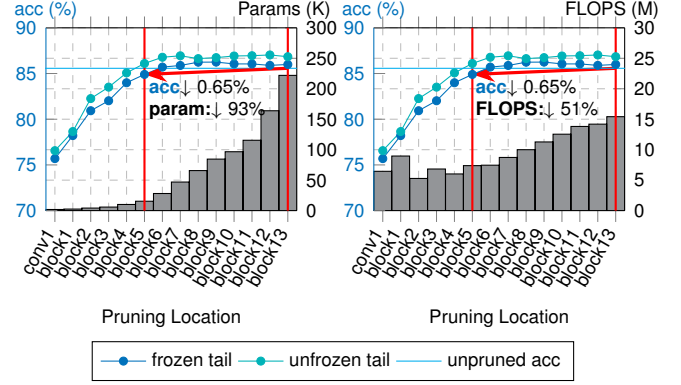 acc (%) Params (K) acc (%) FLOPS (M)
90 300 90 30
250 25
85 85
acc↓ 0.65% acc↓ 0.65%
200 20
param:↓ 93% FLOPS:↓ 51%
80 150 80 15
100 10
75 75
50 5
70 0 70 0
conv1 block1 block2 block3 block4 block5 block6 block7 block8 block9 block10 block11 block12 block13
conv1 block1 block2 block3 block4 block5 block6 block7 block8 block9 block10 block11 block12 block13
Pruning Location Pruning Location
frozen tail unfrozen tail unpruned acc